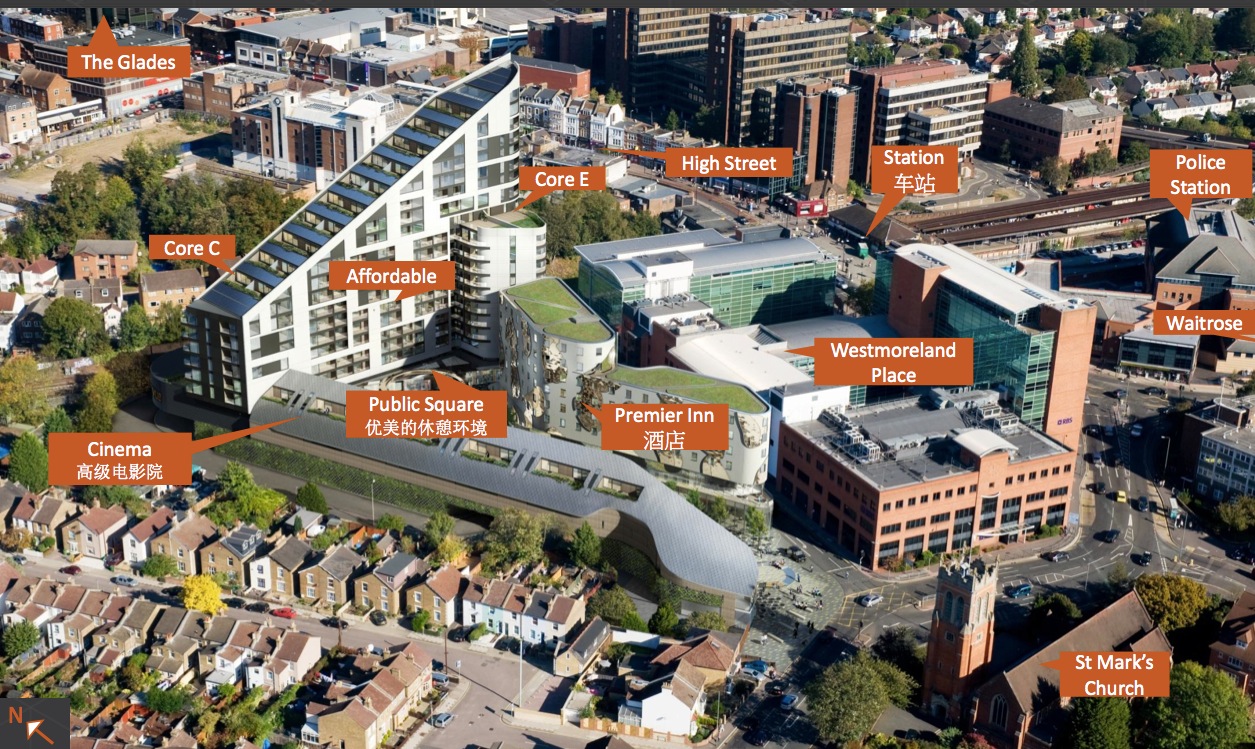 The Glades
High Street
Station
车站
Police
Station
Core E
Core C
Affordable
Waitrose
Westmoreland
Place
Public Square
优美的休憩环境
Premier Inn
酒店
Cinema
高级电影院
RBS
St Mark's
Church
N